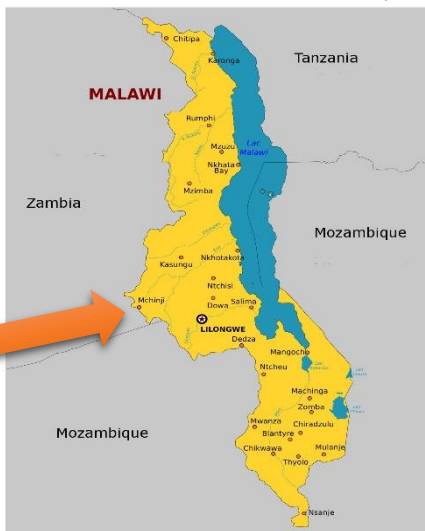 Chitipa
Tanzania
Karonga
MALAWI
Rumphi
Lac
Malawi
Mzuzu
Nkhata
Bay
Mzimba
Zambia
Mozambique
Nkhotakota
Kasungu
Ntchisi
Mchinji
Dowa
Salima
LILONGWE
Dedza
Mangoche
Ntcheu
Machinga
Zomba
Mwanza
Chiradzulu
Blantyre
Mozambique
Chikwawa
Mulanje
Thyolo
Nsanje